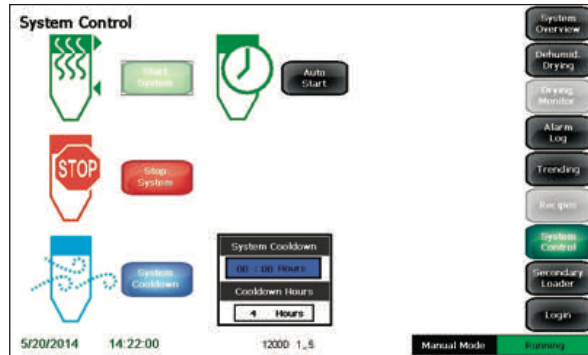 System Control
Start
System
Auto
Start
STOP
Stop
System
System
Cooldown
System Cooldown
00 : 00 Hours
Cooldown Hours
4 Hours
System
Overview
Dehumid.
Drying
Drying
Monitor
Alarm
Log
Trending
Recipes
System
Control
Secondary
Loader
Login
5/20/2014
14:22:00
12000 1_5
Manual Mode
Running